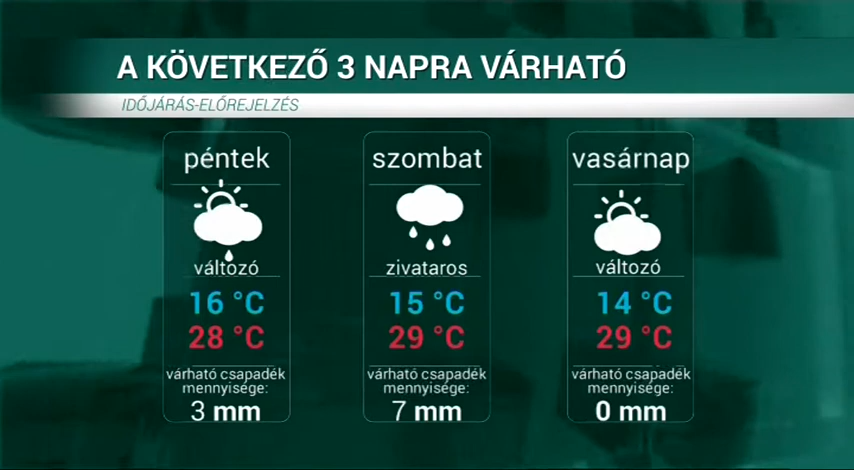 A KÖVETKEZŐ 3 NAPRA VÁRHATÓ
IDŐJÁRÁS-ELŐREJELZÉS
péntek
változó
16 °C
28 °C
várható csapadék
mennyisége:
3 mm
szombat
zivataros
15 °C
29 °C
várható csapadék
mennyisége:
7 mm
vasárnap
változó
14 °C
29 °C
várható csapadék
mennyisége:
0 mm